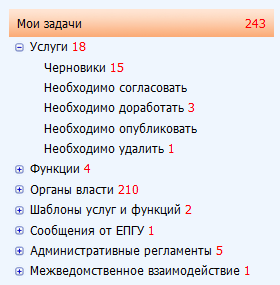 Мои задачи 243
Услуги 18
Черновики 15
Необходимо согласовать
Необходимо доработать 3
Необходимо опубликовать
Необходимо удалить 1
Функции 4
Органы власти 210
Шаблоны услуг и функций 2
Сообщения от ЕПГУ 1
Административные регламенты 5
Межведомственное взаимодействие 1